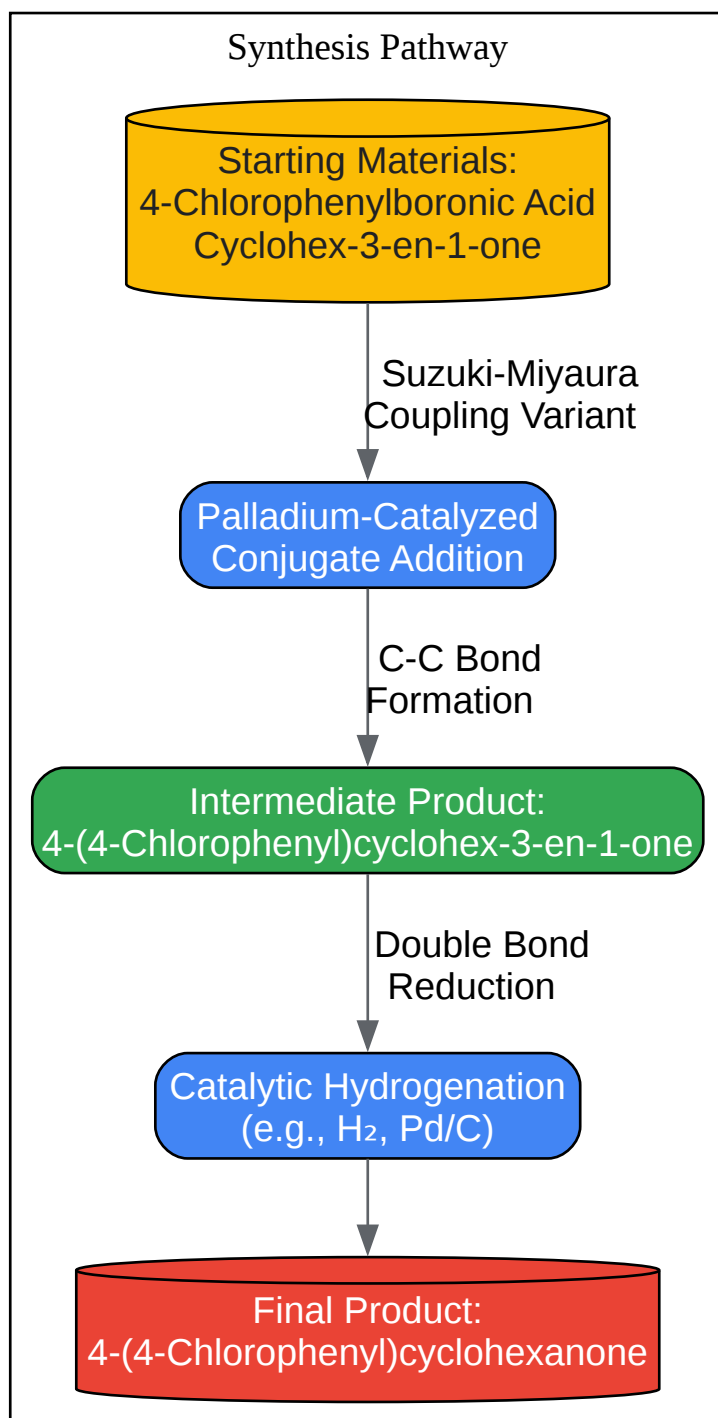 Synthesis Pathway
Starting Materials:
4-Chlorophenylboronic Acid
Cyclohex-3-en-1-one
Suzuki-Miyaura
Coupling Variant
Palladium-Catalyzed
Conjugate Addition
C-C Bond
Formation
Intermediate Product:
4-(4-Chlorophenyl)cyclohex-3-en-1-one
Double Bond
Reduction
Catalytic Hydrogenation
(e.g., H₂, Pd/C)
Final Product:
4-(4-Chlorophenyl)cyclohexanone